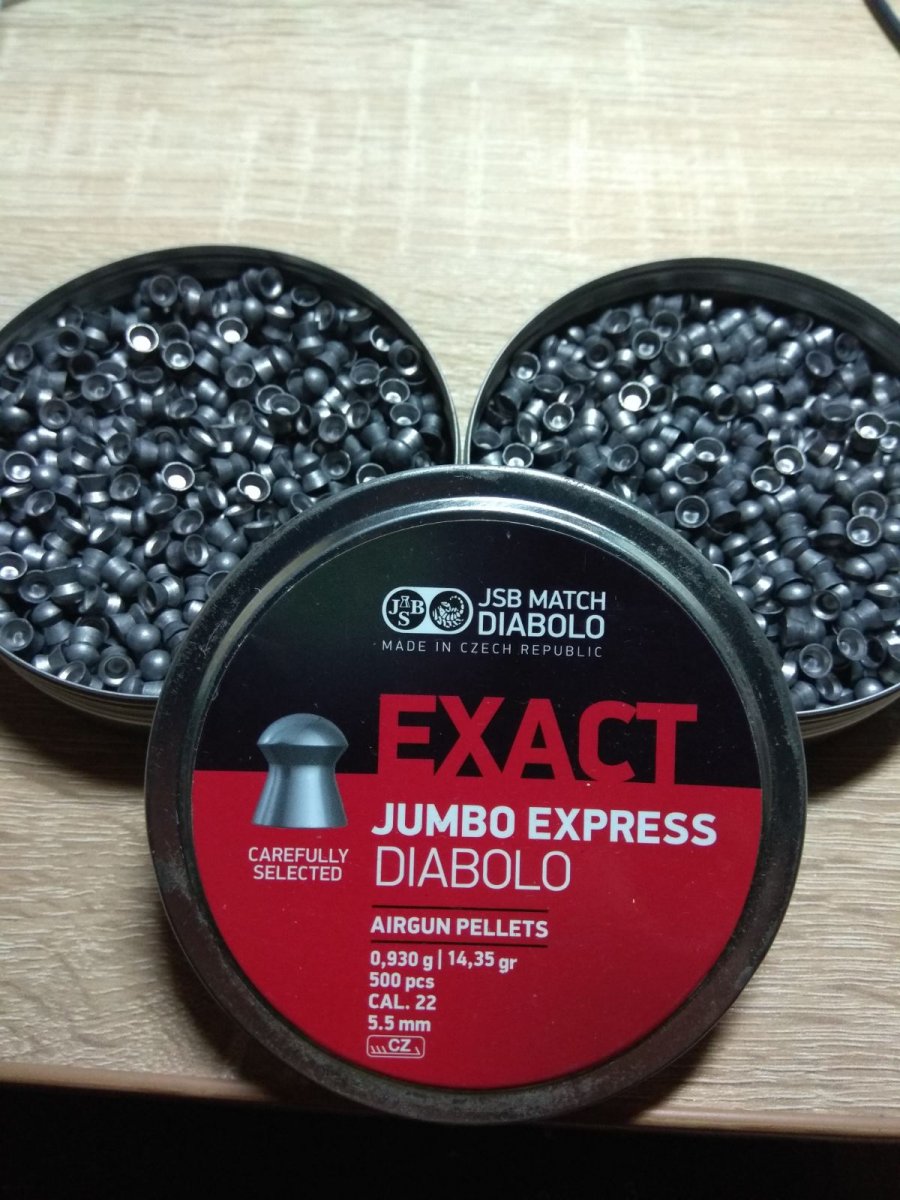 JSB
JSB MATCH
DIABOLO
MADE IN CZECH REPUBLIC
EXACT
JUMBO EXPRESS
DIABOLO
CAREFULLY
SELECTED
AIRGUN PELLETS
0,930 g | 14,35 gr
500 pcs
CAL. 22
5.5 mm
CZ